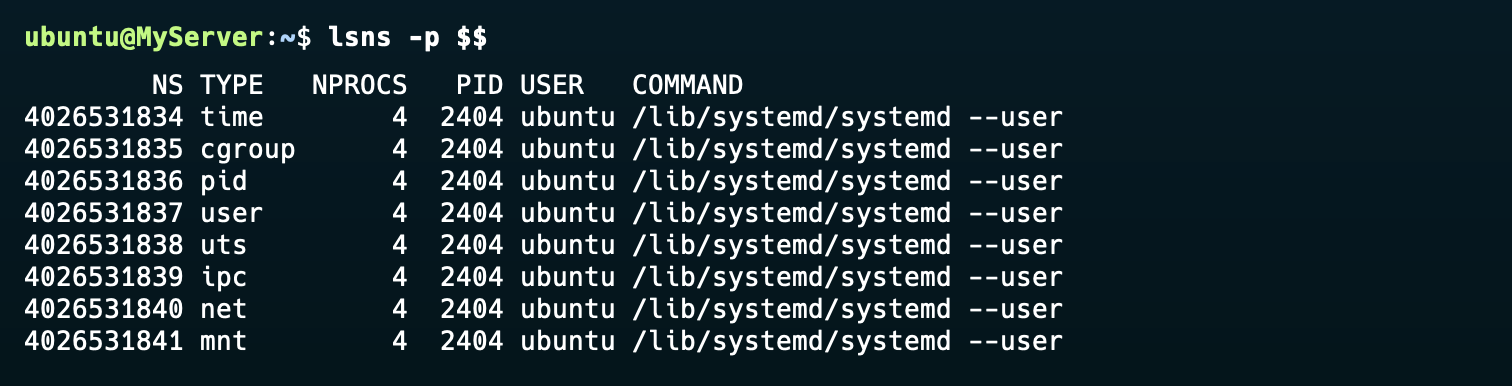 ubuntu@MyServer:~$ lsns -p $$
        NS TYPE   NPROCS   PID USER   COMMAND
4026531834 time        4  2404 ubuntu /lib/systemd/systemd --user
4026531835 cgroup      4  2404 ubuntu /lib/systemd/systemd --user
4026531836 pid         4  2404 ubuntu /lib/systemd/systemd --user
4026531837 user        4  2404 ubuntu /lib/systemd/systemd --user
4026531838 uts         4  2404 ubuntu /lib/systemd/systemd --user
4026531839 ipc         4  2404 ubuntu /lib/systemd/systemd --user
4026531840 net         4  2404 ubuntu /lib/systemd/systemd --user
4026531841 mnt         4  2404 ubuntu /lib/systemd/systemd --user